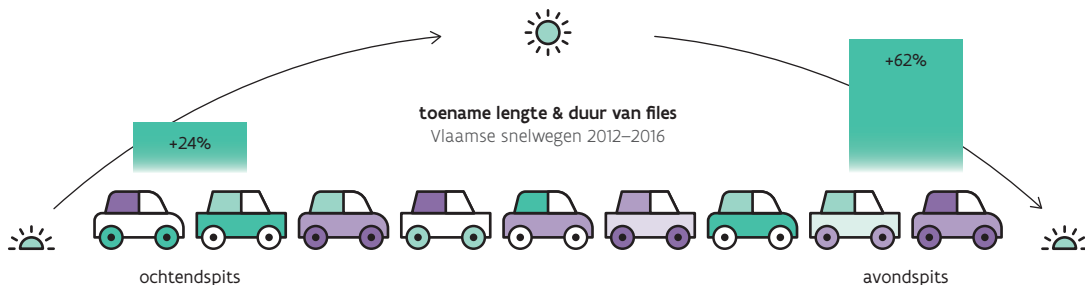 +62%
toename lengte & duur van files
Vlaamse snelwegen 2012–2016
+24%
ochtendspits
avondspits